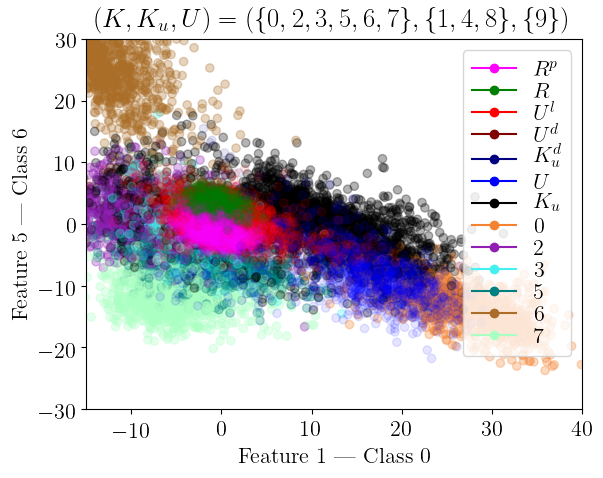 (K, K_u, U) = ({0, 2, 3, 5, 6, 7}, {1, 4, 8}, {9})
30
20
10
0
−10
−20
−30
Feature 5 — Class 6
−10
0
10
20
30
40
Feature 1 — Class 0
R^p
R
U^l
U^d
K_u^d
U
K_u
0
2
3
5
6
7